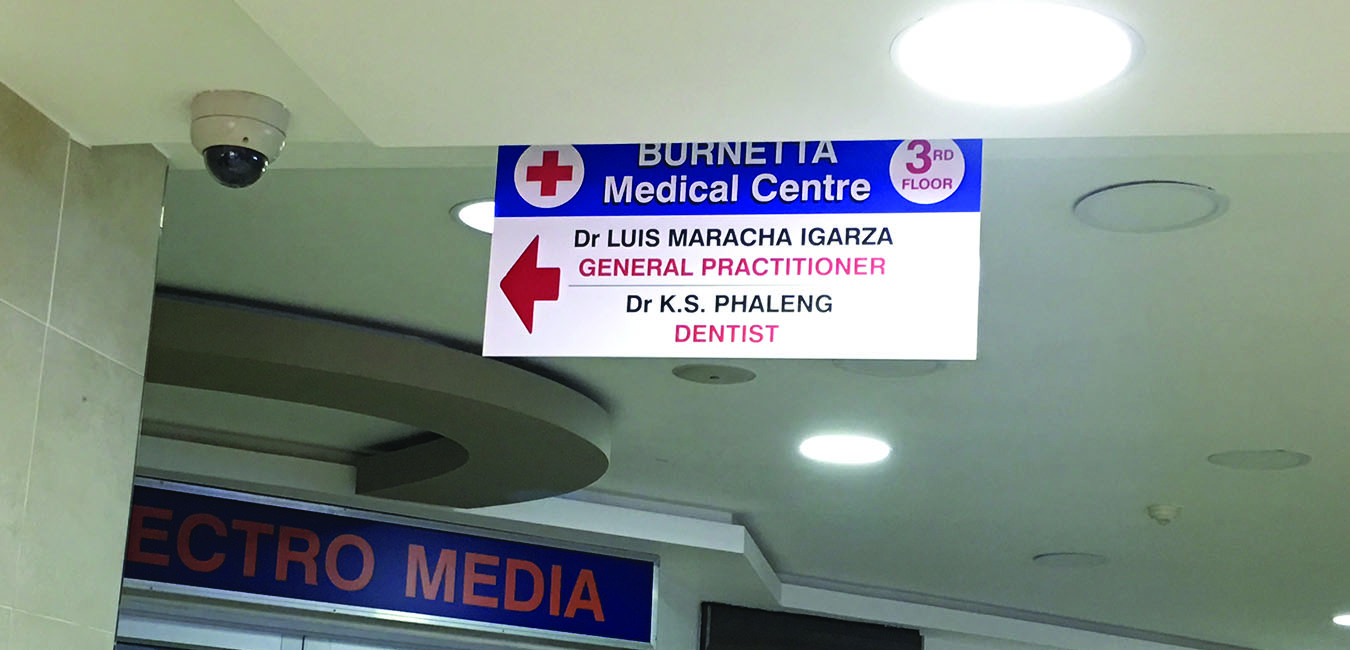 BURNETTA
Medical Centre
3RD
FLOOR
Dr LUIS MARACHA IGARZA
GENERAL PRACTITIONER
Dr K.S. PHALENG
DENTIST
ECTRO MEDIA